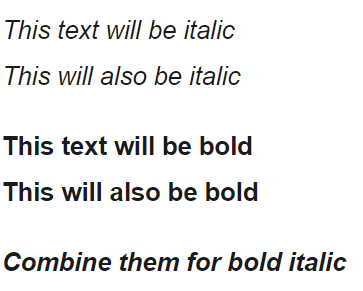 This text will be italic
This will also be italic
This text will be bold
This will also be bold
Combine them for bold italic